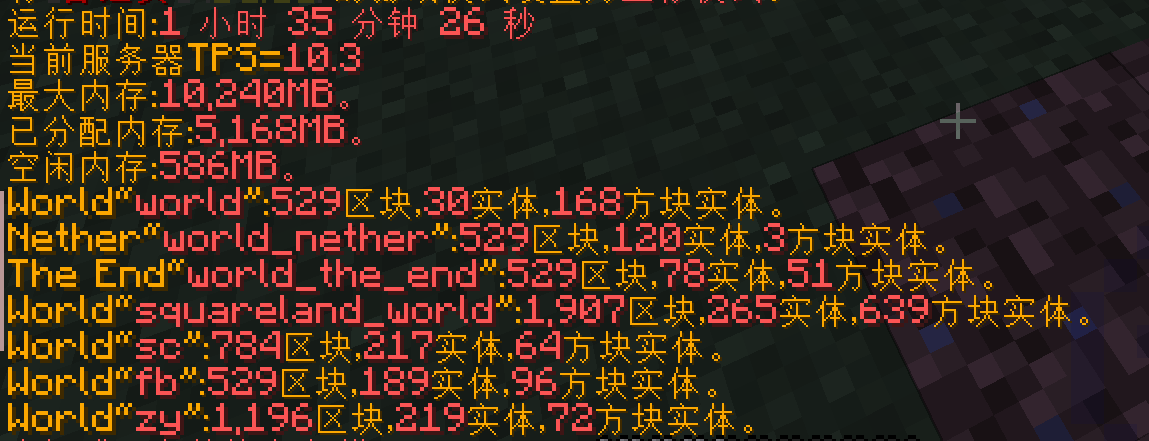 运行时间:1 小时 35 分钟 26 秒
当前服务器TPS=10.3
最大内存:10,240MB。
已分配内存:5,168MB。
空闲内存:586MB。
World“world”:529区块,30实体,168方块实体。
Nether“world_nether”:529区块,120实体,3方块实体。
The End“world_the_end”:529区块,78实体,51方块实体。
World“squareland_world”:1,907区块,265实体,639方块实体。
World“sc”:784区块,217实体,64方块实体。
World“fb”:529区块,189实体,96方块实体。
World“zy”:1,196区块,219实体,72方块实体。